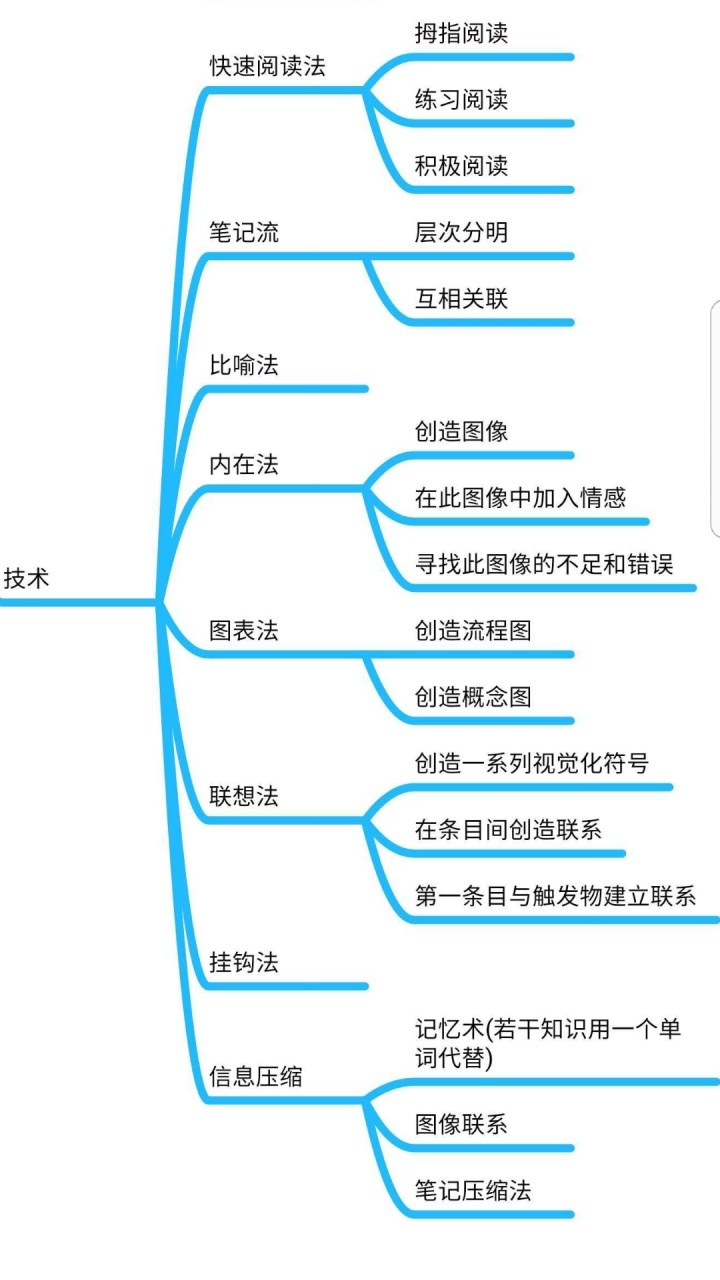 技术
快速阅读法
拇指阅读
练习阅读
积极阅读
笔记流
层次分明
互相关联
比喻法
内在法
创造图像
在此图像中加入情感
寻找此图像的不足和错误
图表法
创造流程图
创造概念图
联想法
创造一系列视觉化符号
在条目间创造联系
第一条目与触发物建立联系
挂钩法
信息压缩
记忆术(若干知识用一个单
词代替)
图像联系
笔记压缩法